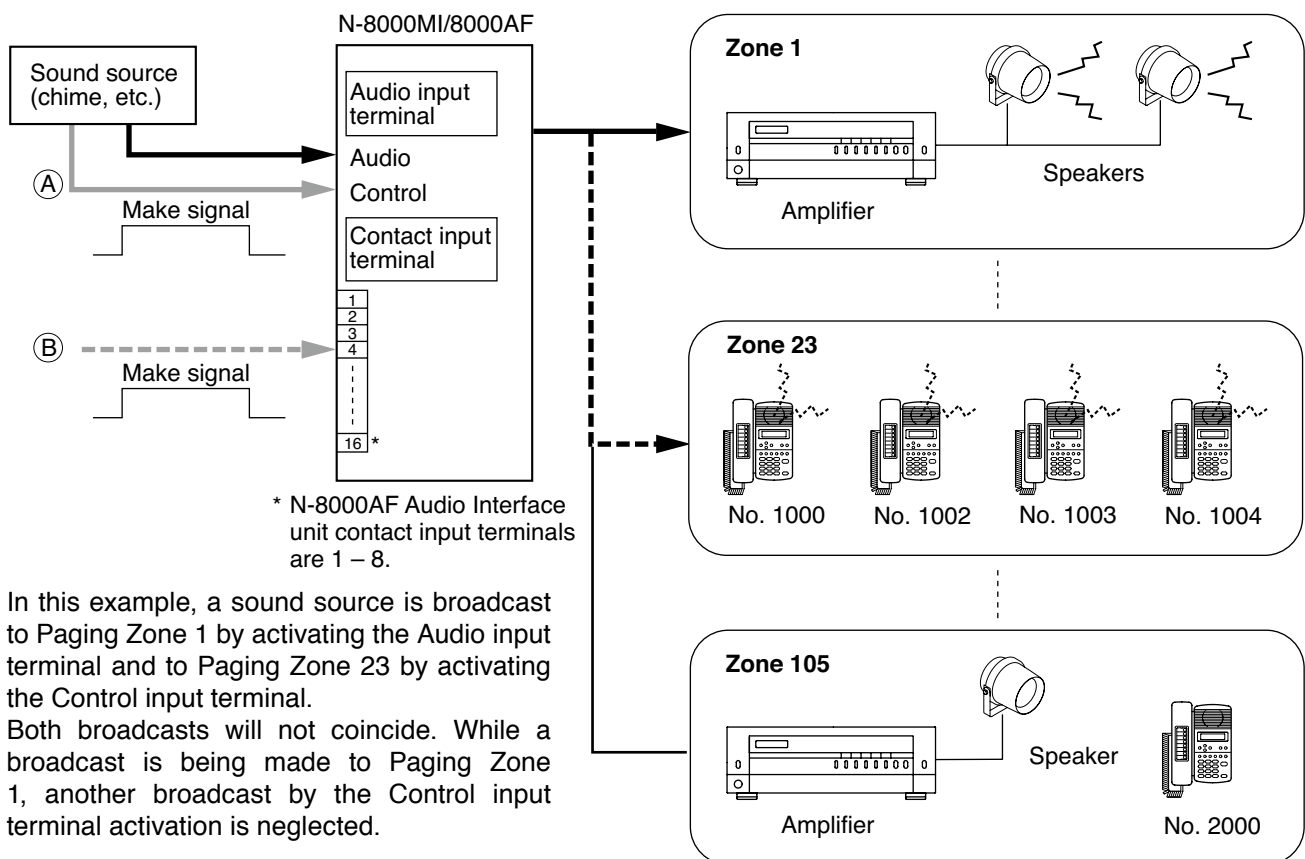 N-8000MI/8000AF
Sound source
(chime, etc.)
Audio input
terminal
Audio
Control
A
Make signal
Contact input
terminal
1
2
3
4
16 *
B
Make signal
* N-8000AF Audio Interface
unit contact input terminals
are 1 – 8.
In this example, a sound source is broadcast
to Paging Zone 1 by activating the Audio input
terminal and to Paging Zone 23 by activating
the Control input terminal.
Both broadcasts will not coincide. While a
broadcast is being made to Paging Zone
1, another broadcast by the Control input
terminal activation is neglected.
Zone 1
Speakers
Amplifier
Zone 23
No. 1000
No. 1002
No. 1003
No. 1004
Zone 105
Speaker
Amplifier
No. 2000